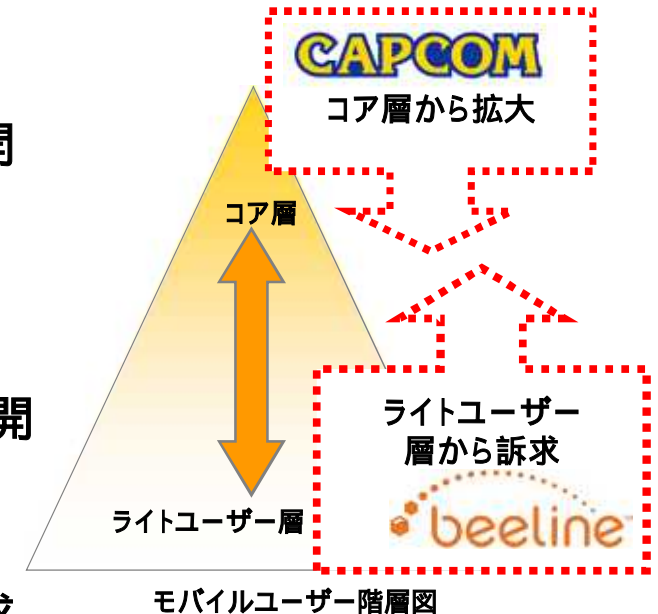 CAPCOM
コア層から拡大
開
コア層
開
ライトユーザー
層から訴求
ライトユーザー層
beeline
モバイルユーザー階層図